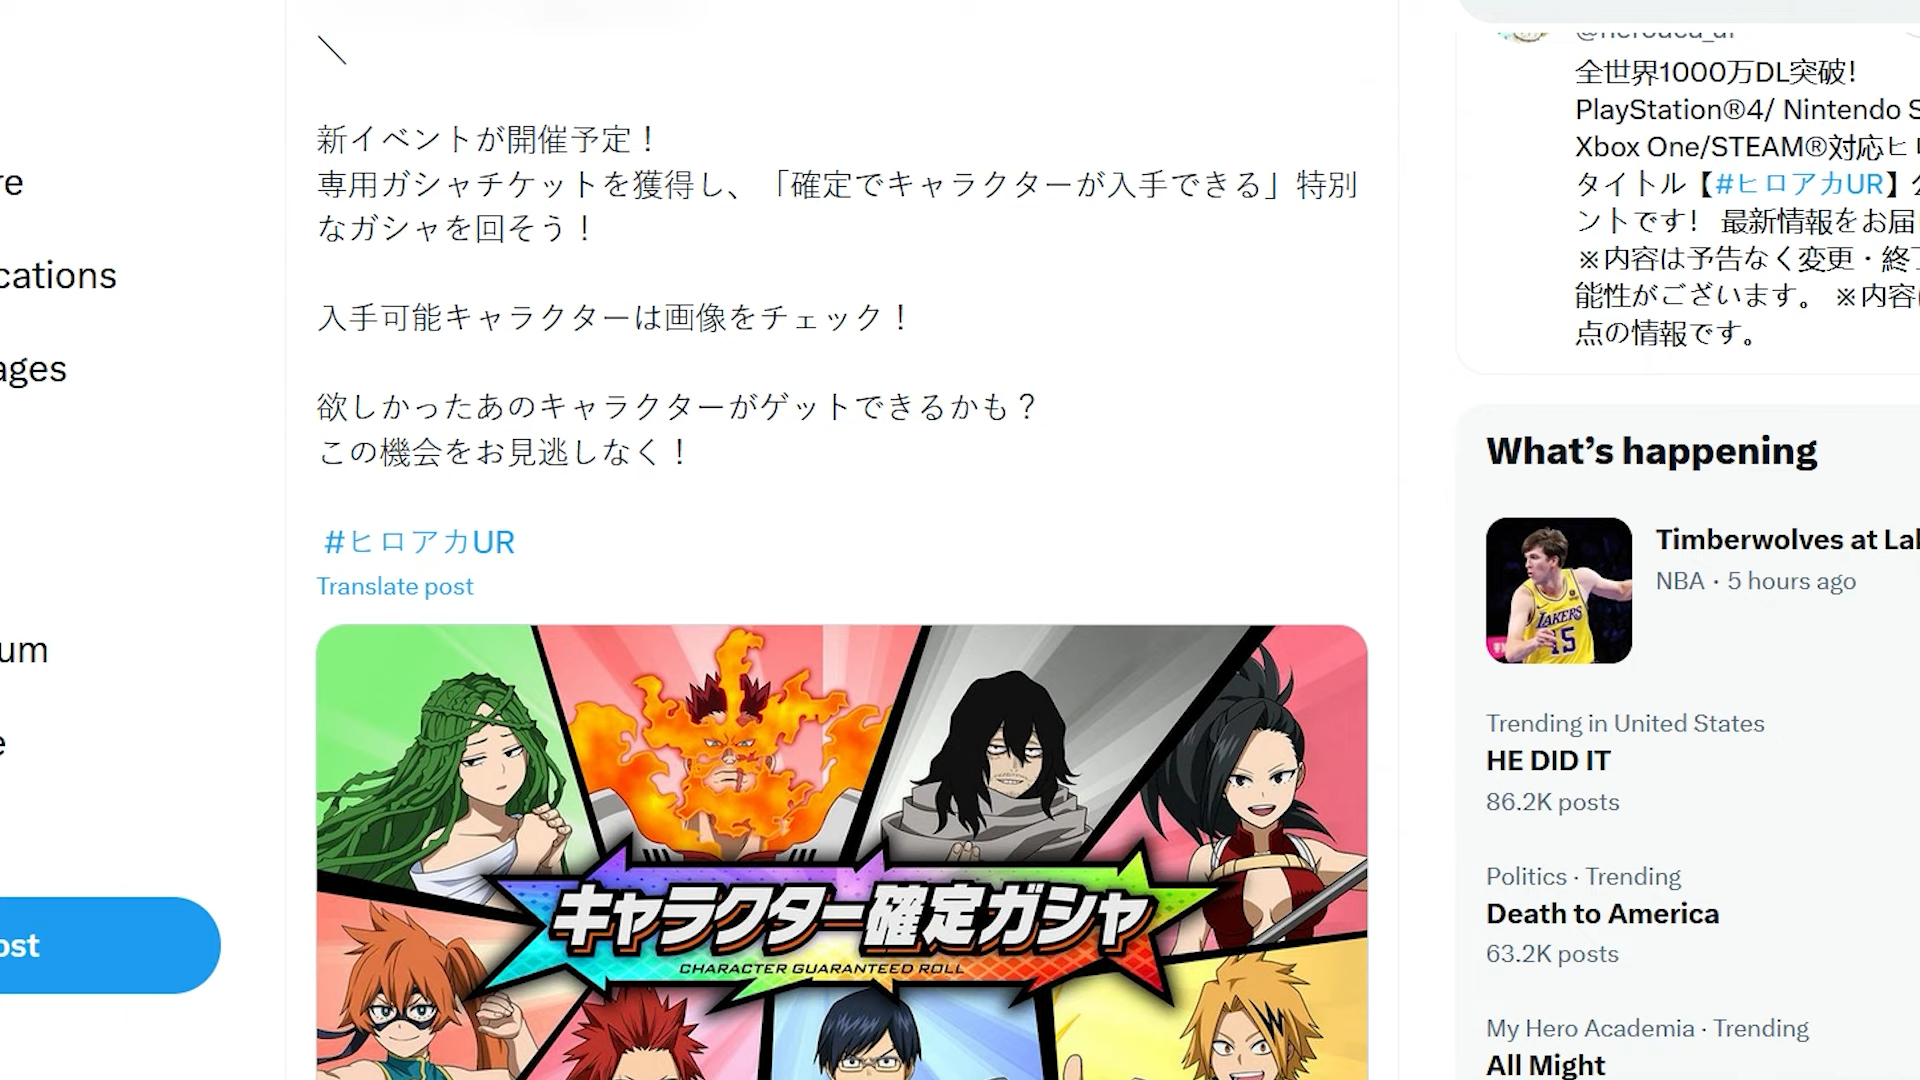 re
cations
ages
um
e
ost
＼
新イベントが開催予定！
専用ガシャチケットを獲得し、「確定でキャラクターが入手できる」特別
なガシャを回そう！
入手可能キャラクターは画像をチェック！
欲しかったあのキャラクターがゲットできるかも？
この機会をお見逃しなく！
#ヒロアカUR
Translate post
キャラクター確定ガシャ
CHARACTER GUARANTEED ROLL
全世界1000万DL突破!
PlayStation®4/ Nintendo S
Xbox One/STEAM®対応ヒ
タイトル【#ヒロアカUR】公
ントです! 最新情報をお届
※内容は予告なく変更・終了
能性がございます。 ※内容
点の情報です。
What's happening
Timberwolves at Lak
NBA · 5 hours ago
LAKERS
15
Trending in United States
HE DID IT
86.2K posts
Politics · Trending
Death to America
63.2K posts
My Hero Academia · Trending
All Might